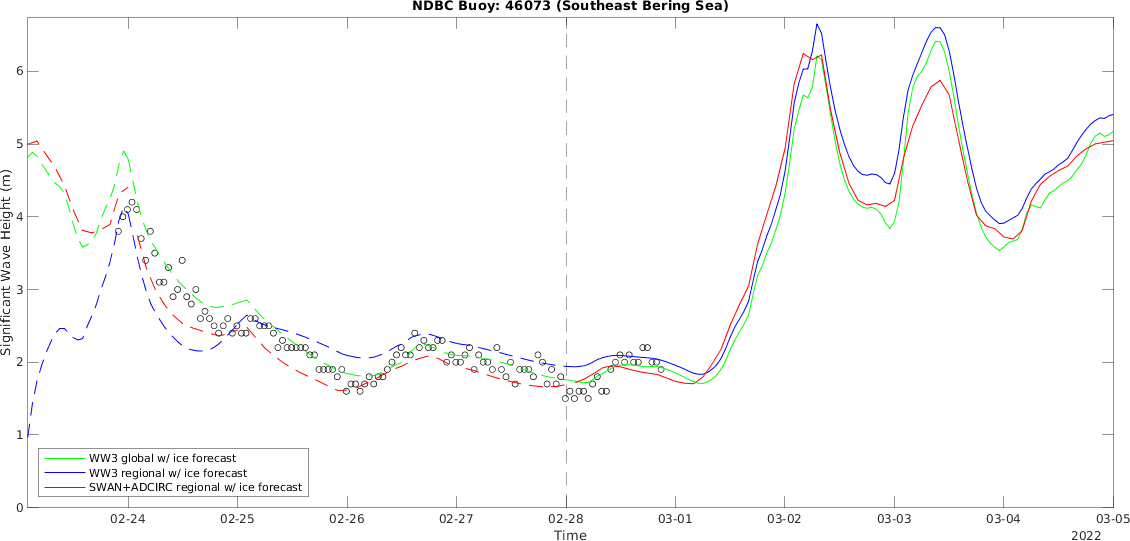 NDBC Buoy: 46073 (Southeast Bering Sea)
Significant Wave Height (m)
6
5
4
3
2
1
0
WW3 global w/ ice forecast
WW3 regional w/ ice forecast
SWAN+ADCIRC regional w/ ice forecast
02-24 02-25 02-26 02-27 02-28 03-01 03-02 03-03 03-04 03-05
Time
2022